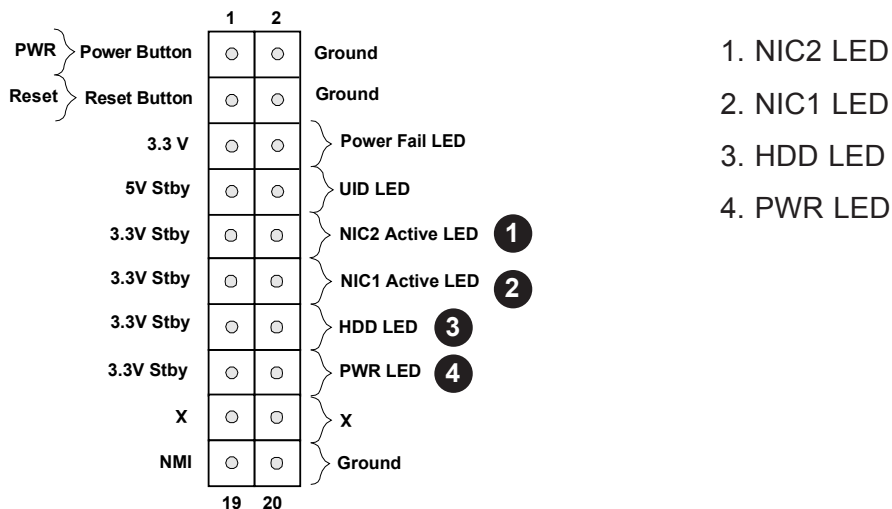 1 2
PWR Power Button Ground
Reset Reset Button Ground
3.3 V Power Fail LED
5V Stby UID LED
3.3V Stby NIC2 Active LED 1
3.3V Stby NIC1 Active LED 2
3.3V Stby HDD LED 3
3.3V Stby PWR LED 4
X X
NMI Ground
19 20
1. NIC2 LED
2. NIC1 LED
3. HDD LED
4. PWR LED